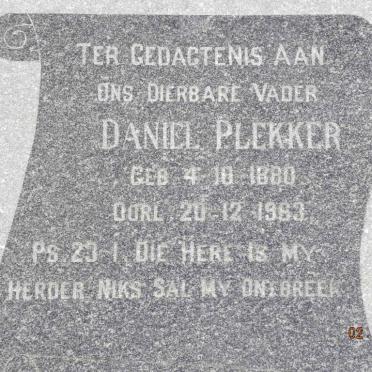 TER GEDAGTENIS AAN
ONS DIERBARE VADER
DANIEL PLEKKER
GEB 4-10-1880
OORL. 20-12-1963.
PS. 23-1. DIE HERE IS MY
HERDER NIKS SAL MY ONTBREEK.
02